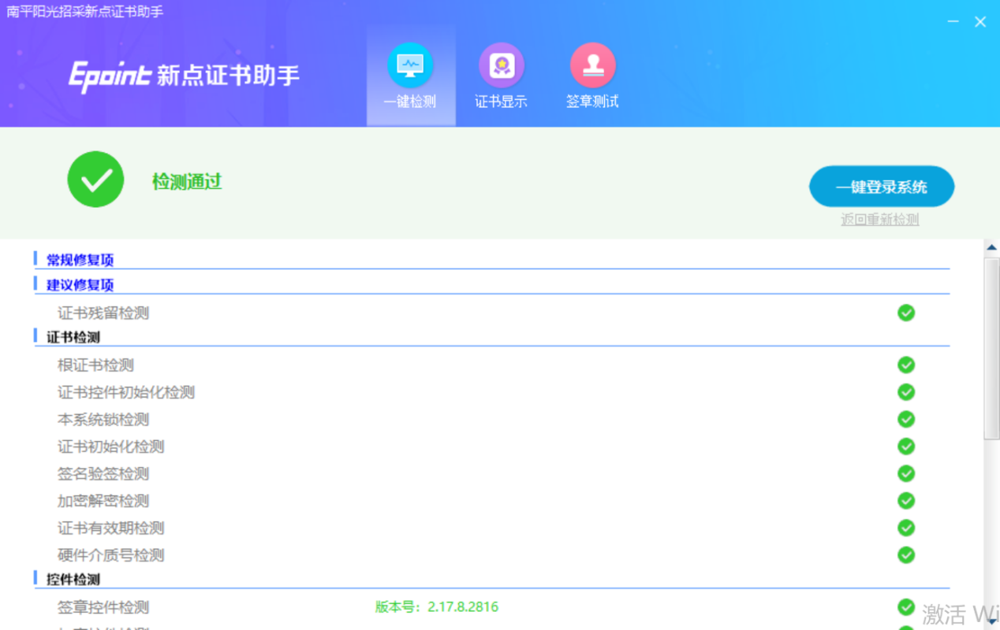 南平阳光招采新点证书助手
Epoint 新点证书助手
一键检测
证书显示
签章测试
检测通过
一键登录系统
返回重新检测
常规修复项
建议修复项
证书残留检测
证书检测
根证书检测
证书控件初始化检测
本系统锁检测
证书初始化检测
签名验签检测
加密解密检测
证书有效期检测
硬件介质号检测
控件检测
签章控件检测 版本号：2.17.8.2816
激活 Wi